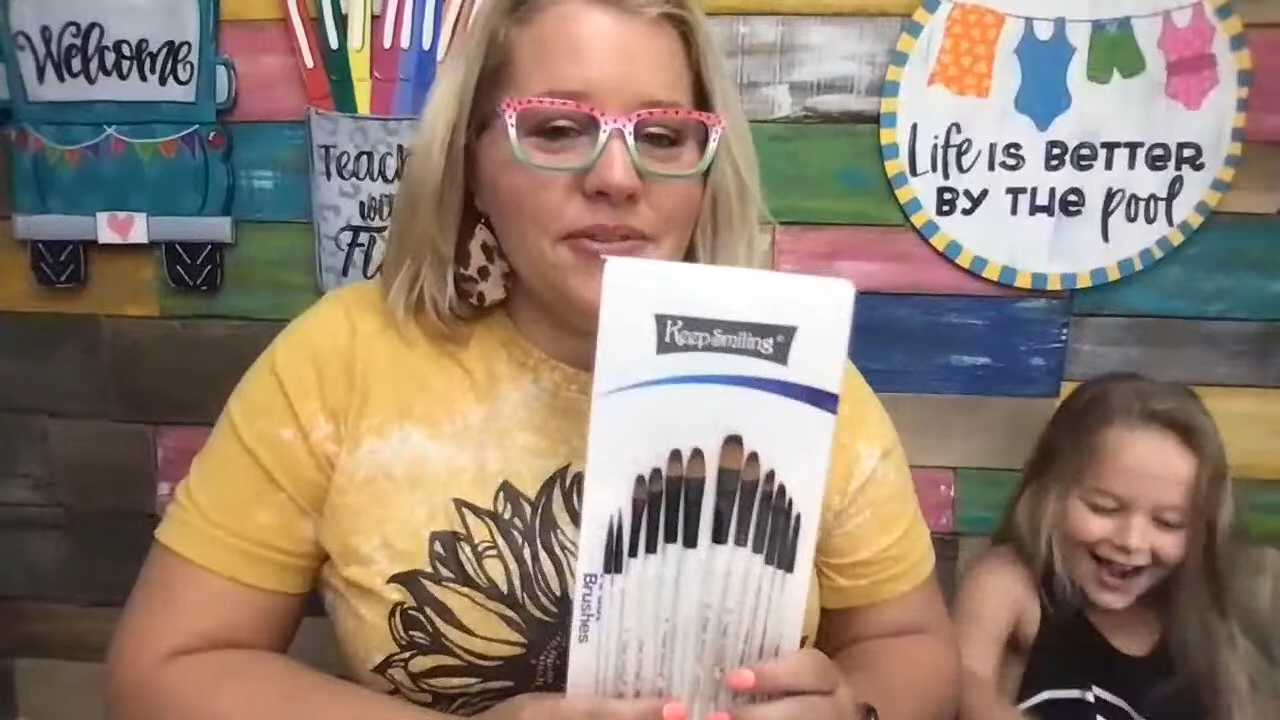 Welcome
Teach
Life is Better
By the pool
Keep Smiling
Brushes